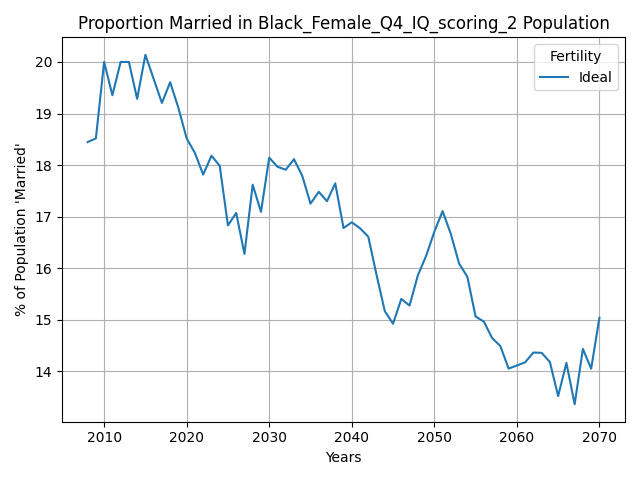 Proportion Married in Black_Female_Q4_IQ_scoring_2 Population
Fertility
Ideal
% of Population 'Married'
20
19
18
17
16
15
14
2010 2020 2030 2040 2050 2060 2070
Years